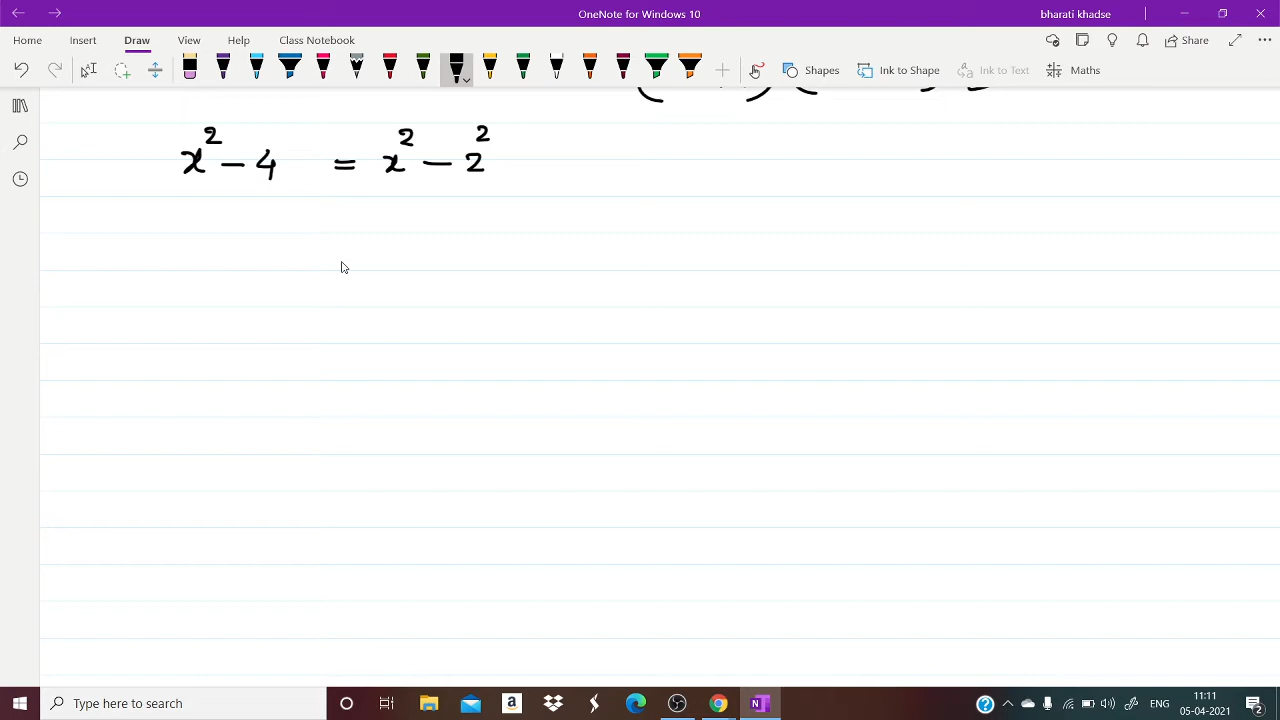 OneNote for Windows 10
bharati khadse
Home Insert Draw View Help Class Notebook
Share
Shapes Ink to Shape Ink to Text Maths
x² – 4 = x² – 2²
Type here to search
a
N
ENG
11:11
05-04-2021
2